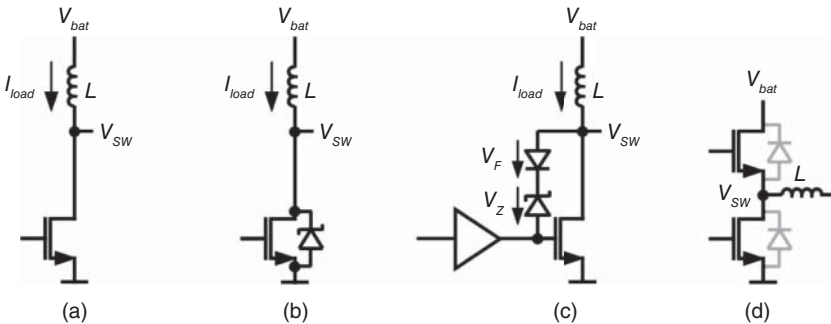 V_bat
I_load L
V_SW
(a)
V_bat
I_load L
V_SW
(b)
V_bat
I_load L
V_SW
V_F
V_Z
(c)
V_bat
L
V_SW
(d)